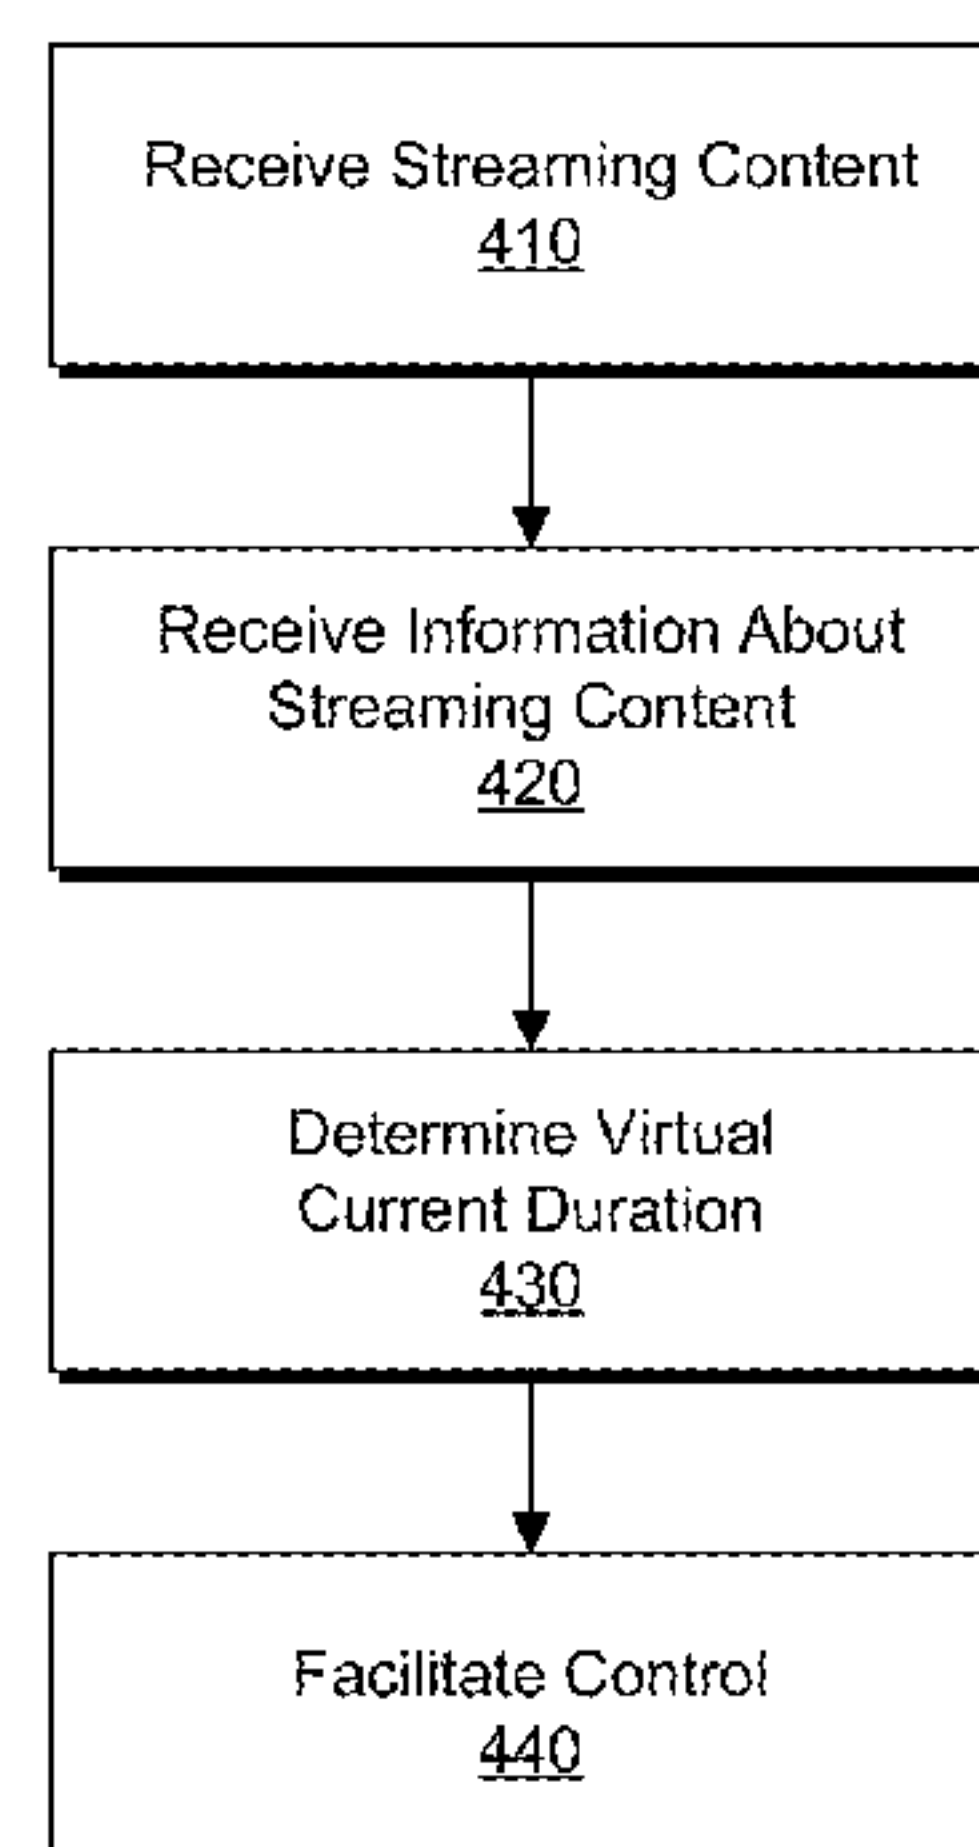 Receive Streaming Content
410
Receive Information About
Streaming Content
420
Determine Virtual
Current Duration
430
Facilitate Control
440